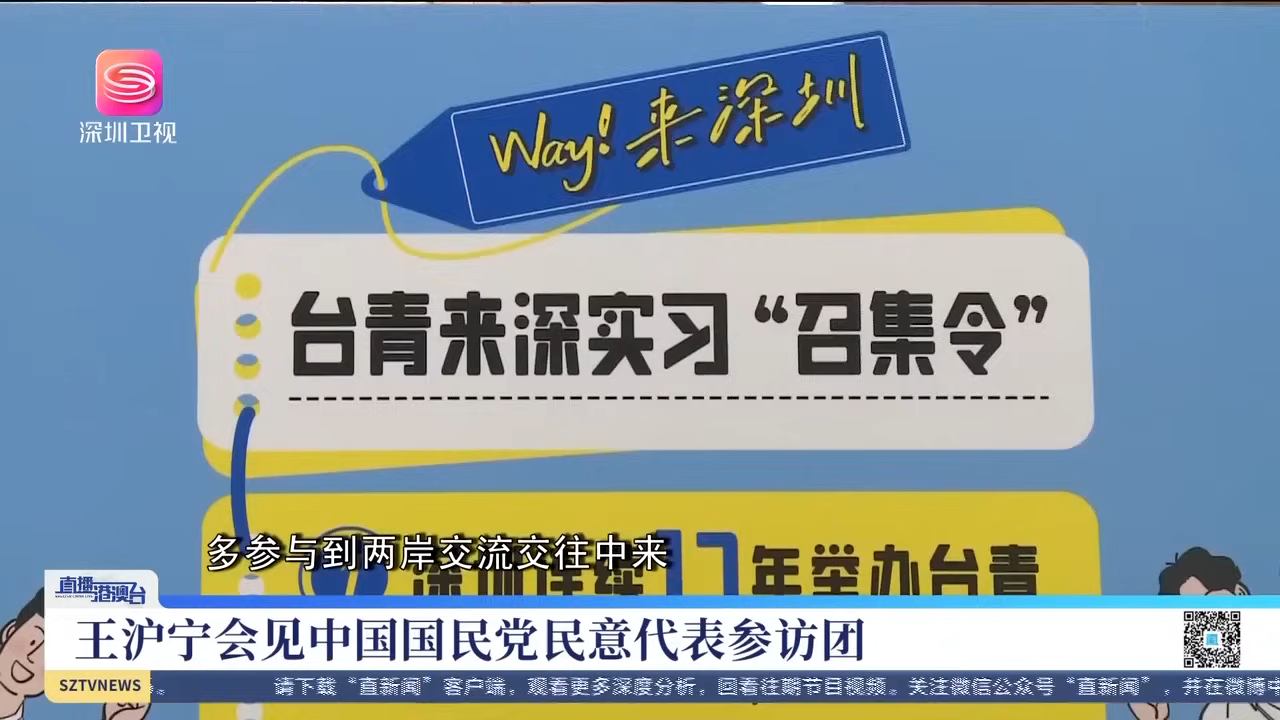 深圳卫视
Way!来深圳
台青来深实习“召集令”
年举办台青
多参与到两岸交流交往中来
直播港澳台
王沪宁会见中国国民党民意代表参访团
SZTVNEWS
请下载“直新闻”客户端，观看更多深度分析，回看往期节目视频。关注微信公众号“直新闻”，并在微博